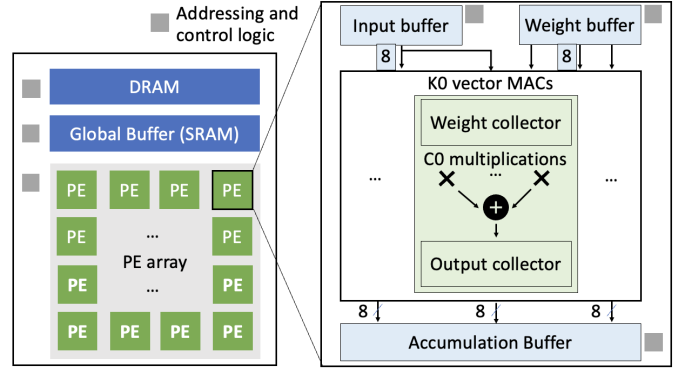 Addressing and
control logic
DRAM
Global Buffer (SRAM)
PE PE PE PE
PE ... PE
PE array
PE ... PE
PE PE PE PE
Input buffer
Weight buffer
8
8
K0 vector MACs
Weight collector
C0 multiplications
... ... ...
+
Output collector
8 8 8
Accumulation Buffer